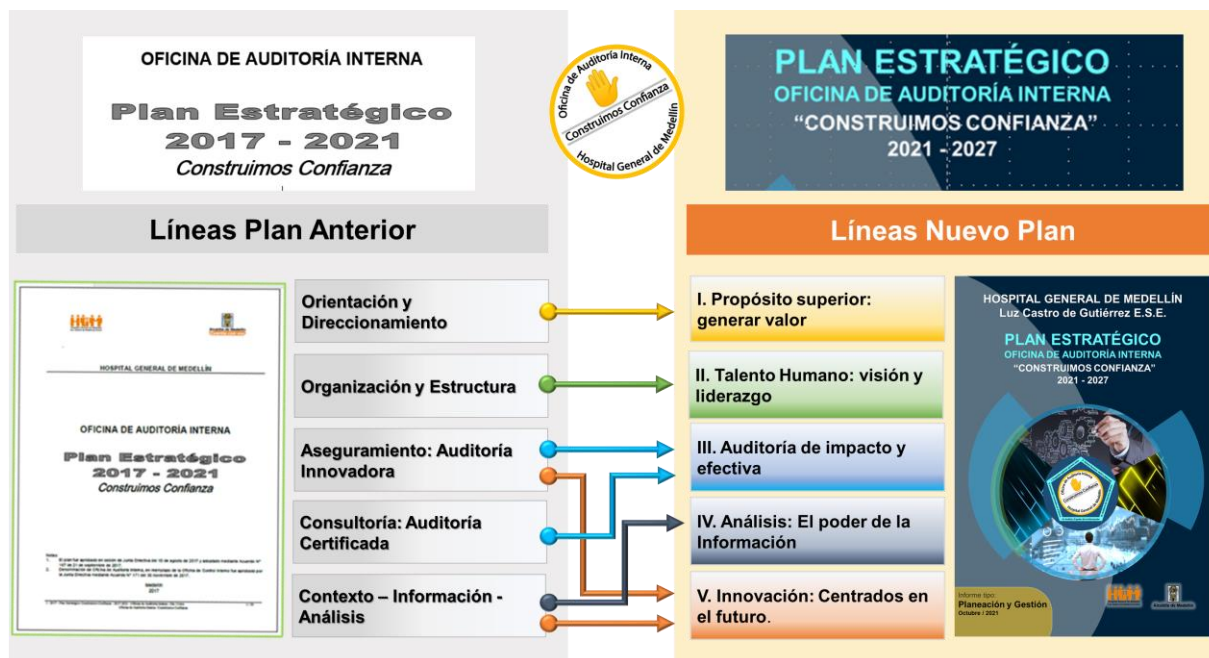 OFICINA DE AUDITORÍA INTERNA
Plan Estratégico
2017 - 2021
Construimos Confianza
Oficina de Auditoría Interna
Construimos Confianza
Hospital General de Medellín
PLAN ESTRATÉGICO
OFICINA DE AUDITORÍA INTERNA
“CONSTRUIMOS CONFIANZA”
2021 - 2027
Líneas Plan Anterior
Líneas Nuevo Plan
HOSPITAL GENERAL DE MEDELLÍN
OFICINA DE AUDITORÍA INTERNA
Plan Estratégico
2017 - 2021
Construimos Confianza
Orientación y
Direccionamiento
Organización y Estructura
Aseguramiento: Auditoría
Innovadora
Consultoría: Auditoría
Certificada
Contexto – Información -
Análisis
I. Propósito superior:
generar valor
II. Talento Humano: visión y
liderazgo
III. Auditoría de impacto y
efectiva
IV. Análisis: El poder de la
Información
V. Innovación: Centrados en
el futuro.
HOSPITAL GENERAL DE MEDELLÍN
Luz Castro de Gutiérrez E.S.E.
PLAN ESTRATÉGICO
OFICINA DE AUDITORÍA INTERNA
“CONSTRUIMOS CONFIANZA”
2021 - 2027
Informe tipo:
Planeación y Gestión
Octubre / 2021